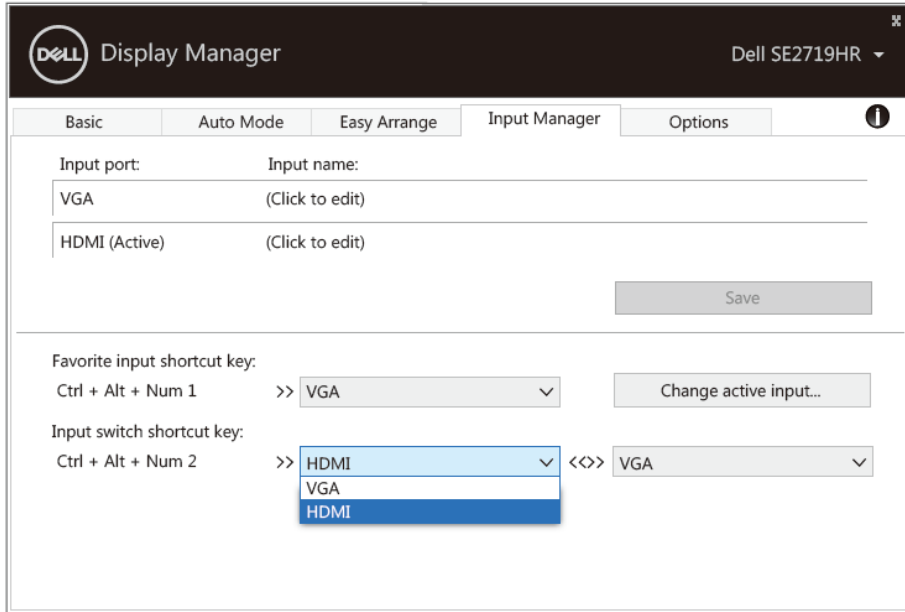 DELL Display Manager
Dell SE2719HR
Basic Auto Mode Easy Arrange Input Manager Options
Input port: Input name:
VGA (Click to edit)
HDMI (Active) (Click to edit)
Save
Favorite input shortcut key:
Ctrl + Alt + Num 1 >> VGA Change active input...
Input switch shortcut key:
Ctrl + Alt + Num 2 >> HDMI <<>> VGA
VGA
HDMI